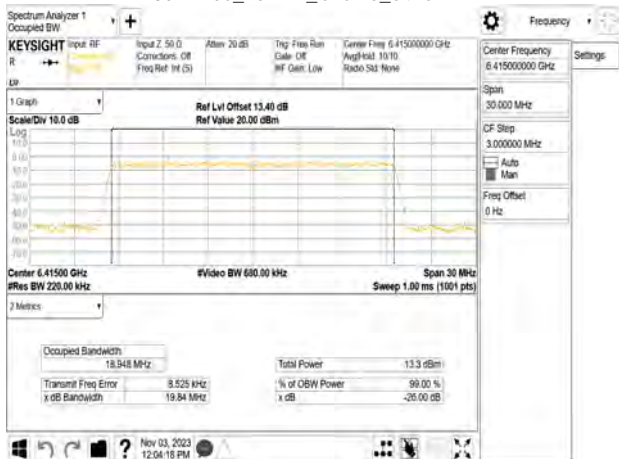 Spectrum Analyzer 1
Occupied BW
Frequency
KEYSIGHT Input: RF
R
Input Z: 50 Ω
Corrections: Off
Freq Ref: Int (S)
Atten: 20 dB
Trig: Free Run
Gate: Off
#IF Gain: Low
Center Freq: 6.415000000 GHz
Avg|Hold: 10/10
Radio Std: None
Center Frequency
6.415000000 GHz
Settings
Span
30.000 MHz
CF Step
3.000000 MHz
Auto
Man
Freq Offset
0 Hz
1 Graph
Scale/Div 10.0 dB
Ref Lvl Offset 13.40 dB
Ref Value 20.00 dBm
Log
Center 6.41500 GHz
#Res BW 220.00 kHz
#Video BW 680.00 kHz
Span 30 MHz
Sweep 1.00 ms (1001 pts)
2 Metrics
Occupied Bandwidth
18.948 MHz
Total Power 13.3 dBm
Transmit Freq Error 8.525 kHz
% of OBW Power 99.00 %
x dB Bandwidth 19.84 MHz
x dB -26.00 dB
?
Nov 03, 2023
12:04:18 PM